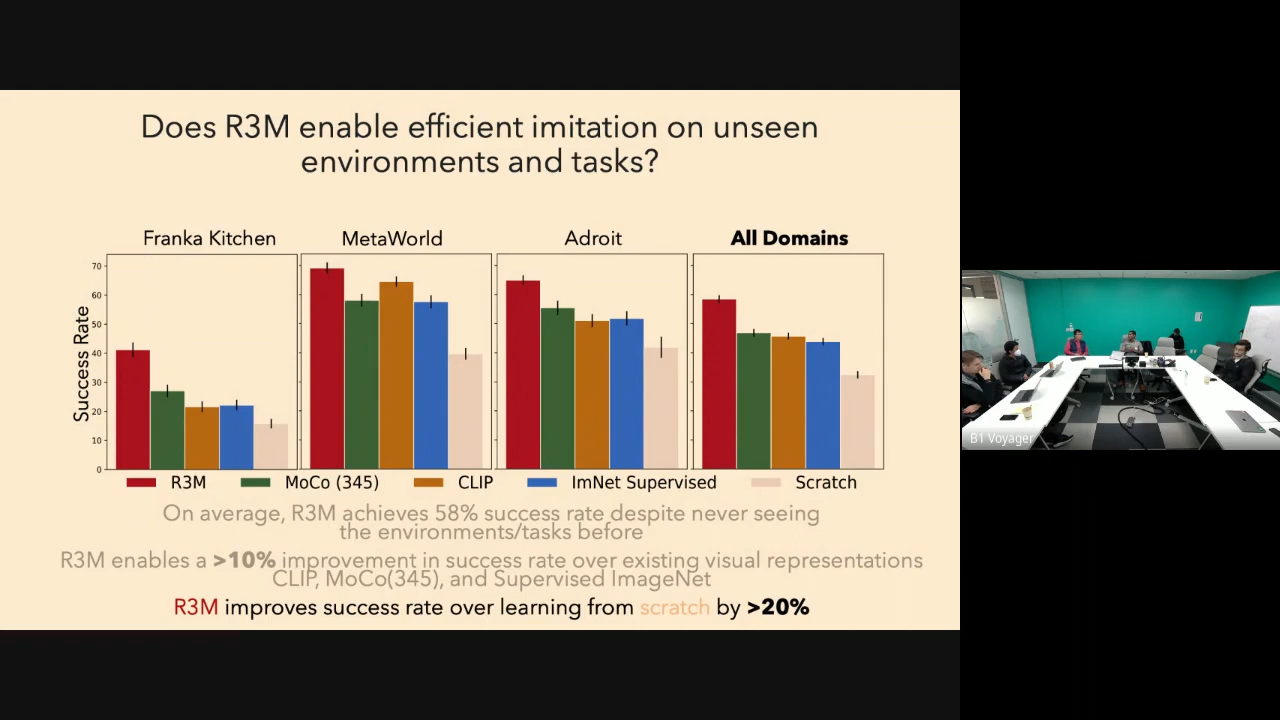 Does R3M enable efficient imitation on unseen
environments and tasks?
Franka Kitchen
MetaWorld
Adroit
All Domains
Success Rate
70
60
50
40
30
20
10
0
R3M
MoCo (345)
CLIP
ImNet Supervised
Scratch
On average, R3M achieves 58% success rate despite never seeing
the environments/tasks before
R3M enables a >10% improvement in success rate over existing visual representations
CLIP, MoCo(345), and Supervised ImageNet
R3M improves success rate over learning from scratch by >20%
B1 Voyager